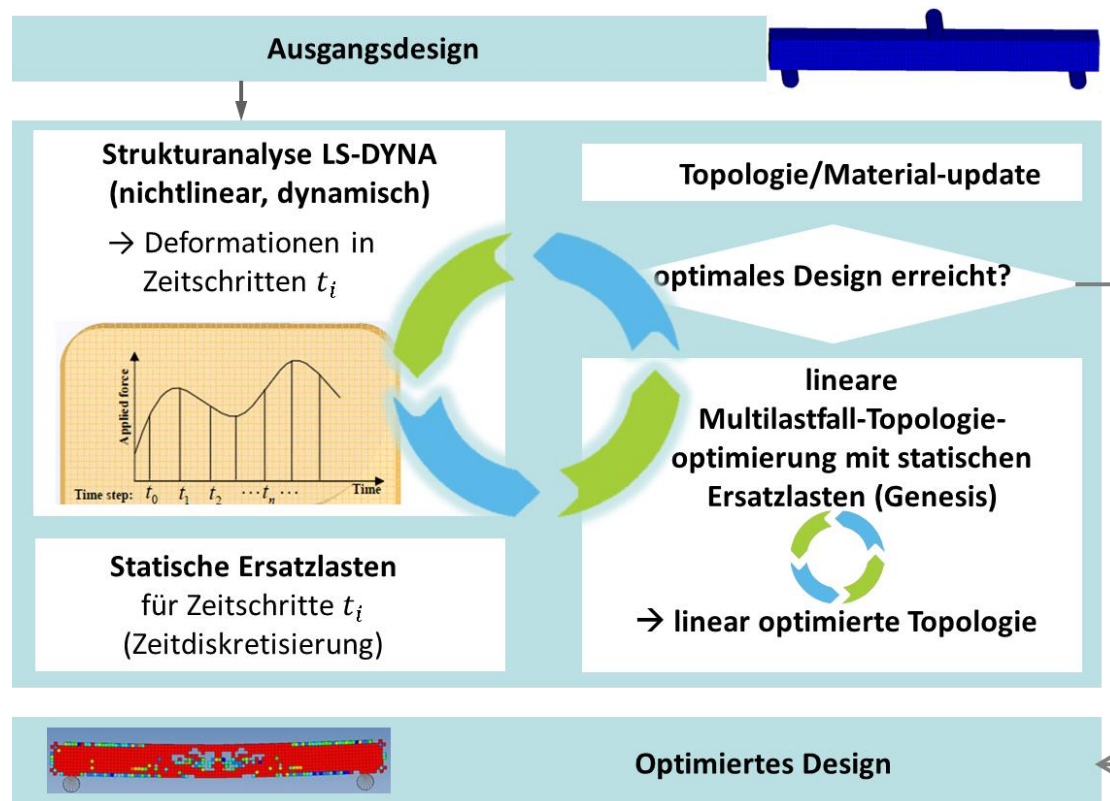 Ausgangsdesign
Strukturanalyse LS-DYNA
(nichtlinear, dynamisch)
→ Deformationen in
Zeitschritten tᵢ
Applied force
Time step: t₀ t₁ t₂ ⋯tₙ⋯ Time
Statische Ersatzlasten
für Zeitschritte tᵢ
(Zeitdiskretisierung)
Topologie/Material-update
optimales Design erreicht?
lineare
Multilastfall-Topologie-
optimierung mit statischen
Ersatzlasten (Genesis)
→ linear optimierte Topologie
Optimiertes Design